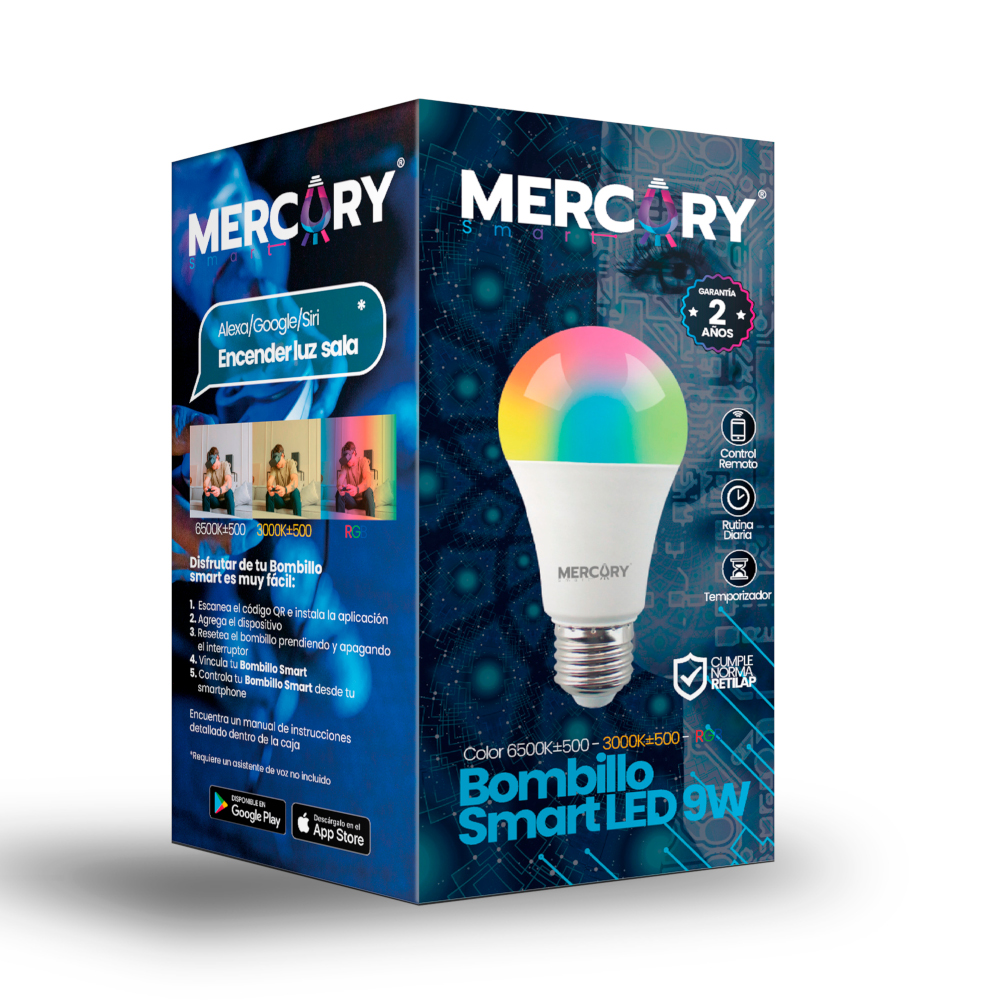 MERCURY®
smart
Alexa/Google/Siri *
Encender luz sala
6500K±500 3000K±500 RG
Disfrutar de tu Bombillo
smart es muy fácil:
1. Escanea el código QR e instala la aplicación
2. Agrega el dispositivo
3. Resetea el bombillo prendiendo y apagando
el interruptor
4. Vincula tu Bombillo Smart
5. Controla tu Bombillo Smart desde tu
smartphone
Encuentra un manual de instrucciones
detallado dentro de la caja
*Requiere un asistente de voz no incluido
DISPONIBLE EN
Google Play
Descárgalo en el
App Store
MERCURY®
smart
GARANTÍA
2
AÑOS
Control
Remoto
Rutina
Diaria
Temporizador
MERCURY
CUMPLE
NORMA
RETILAP
Color 6500K±500 - 3000K±500 - RG
Bombillo
Smart LED 9W